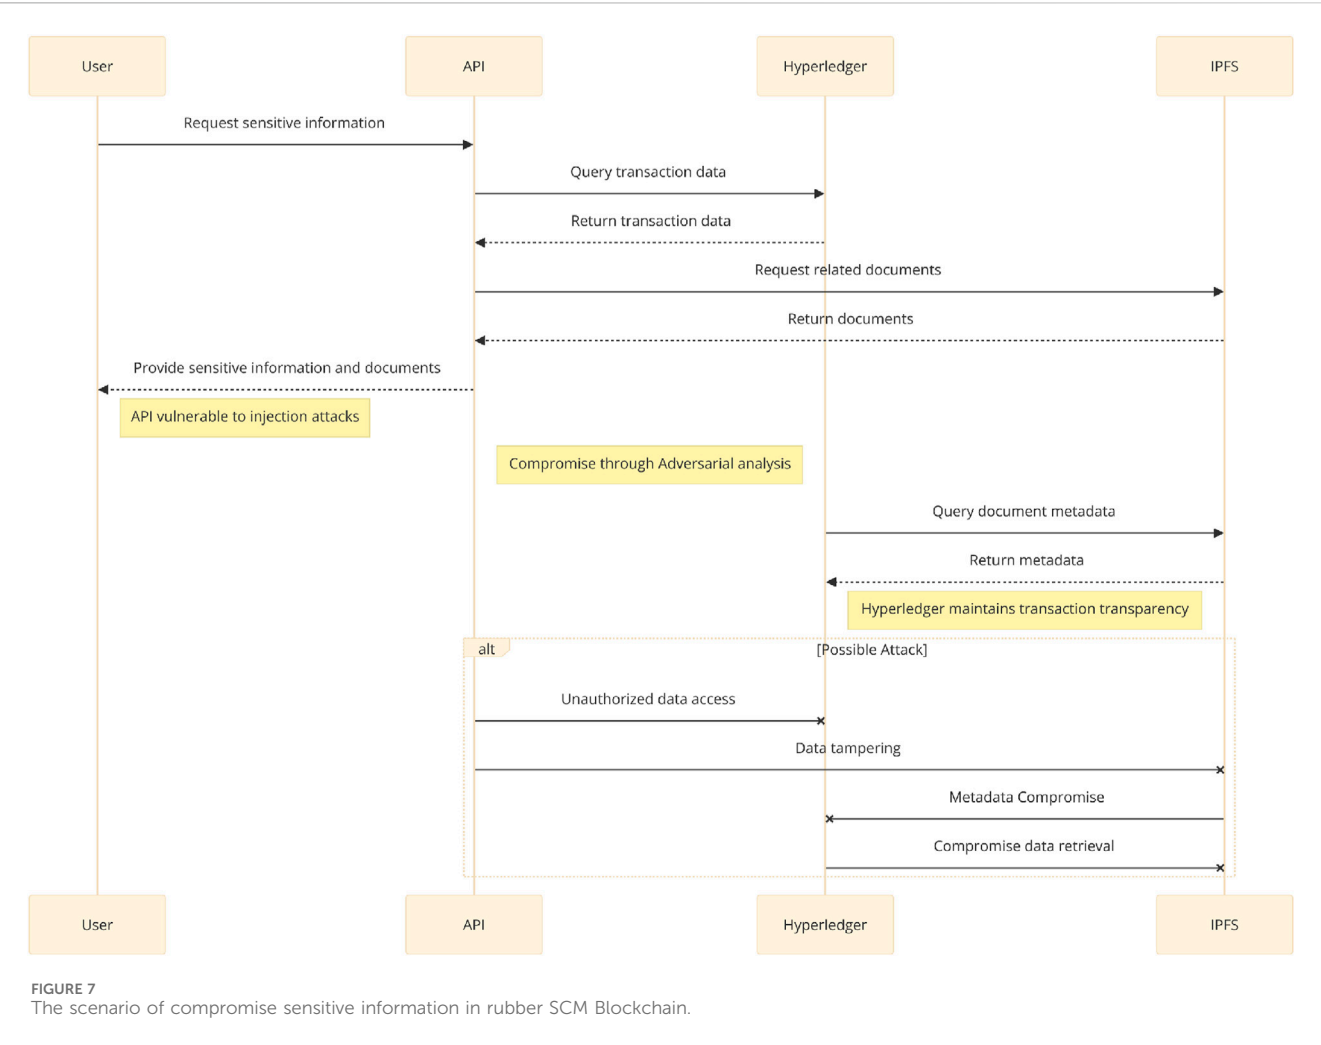 User
API
Hyperledger
IPFS
Request sensitive information
Query transaction data
Return transaction data
Request related documents
Return documents
Provide sensitive information and documents
API vulnerable to injection attacks
Compromise through Adversarial analysis
Query document metadata
Return metadata
Hyperledger maintains transaction transparency
alt
[Possible Attack]
Unauthorized data access
Data tampering
Metadata Compromise
Compromise data retrieval
User
API
Hyperledger
IPFS
FIGURE 7
The scenario of compromise sensitive information in rubber SCM Blockchain.